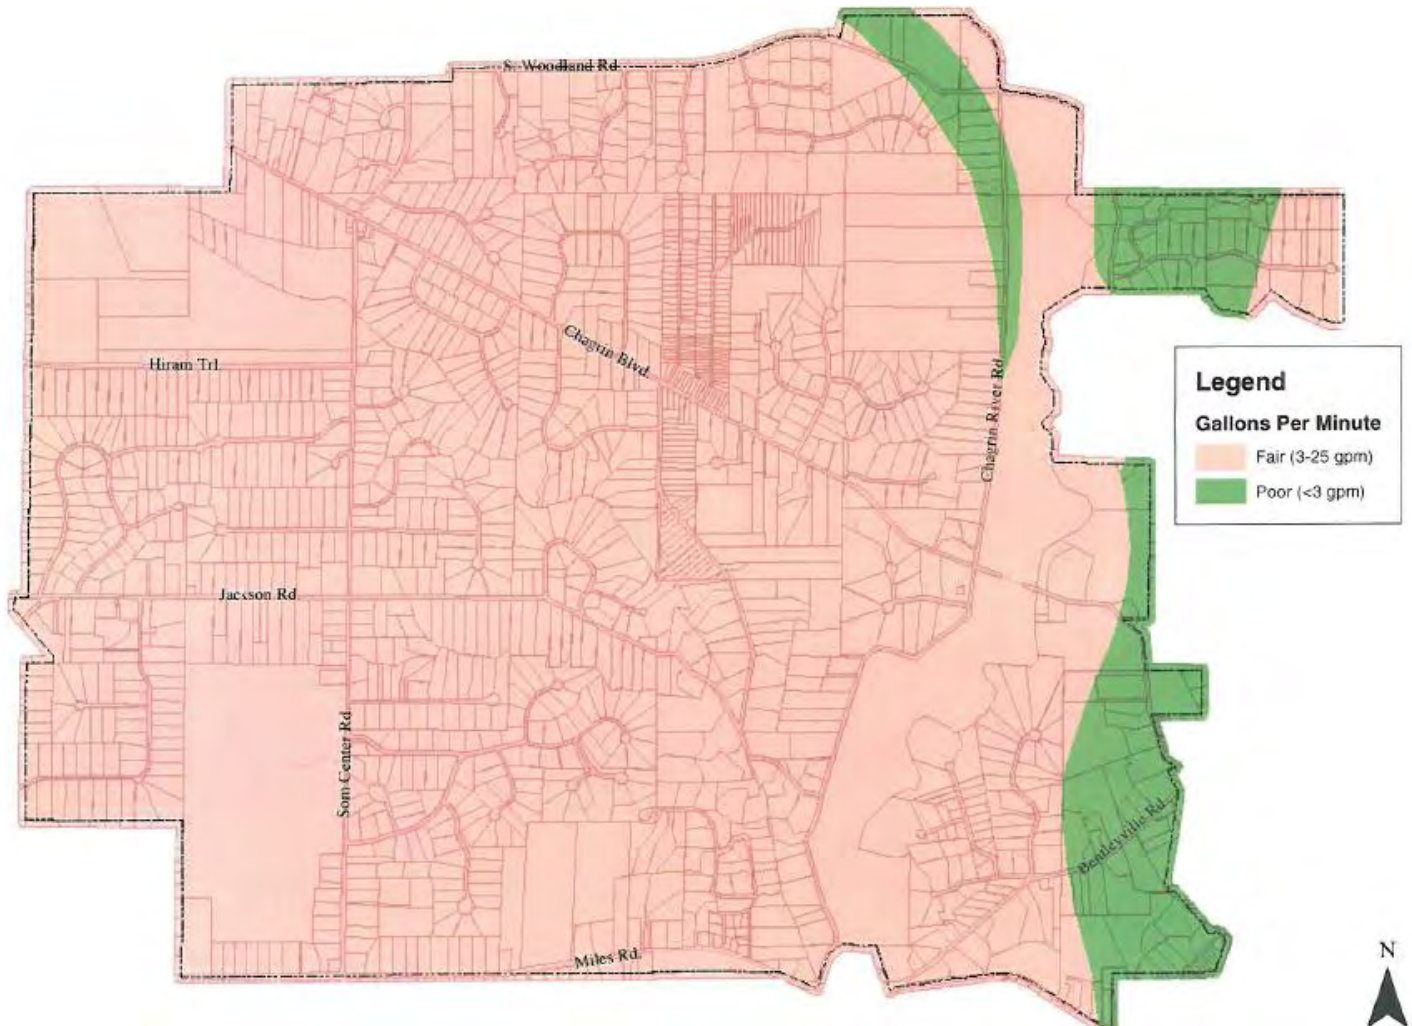 S. Woodland Rd
Hiram Trl.
Chagrin Blvd.
Chagrin River Rd
Legend
Gallons Per Minute
Fair (3-25 gpm)
Poor (<3 gpm)
Jackson Rd
Som Center Rd
Bentleyville Rd.
Miles Rd.
N